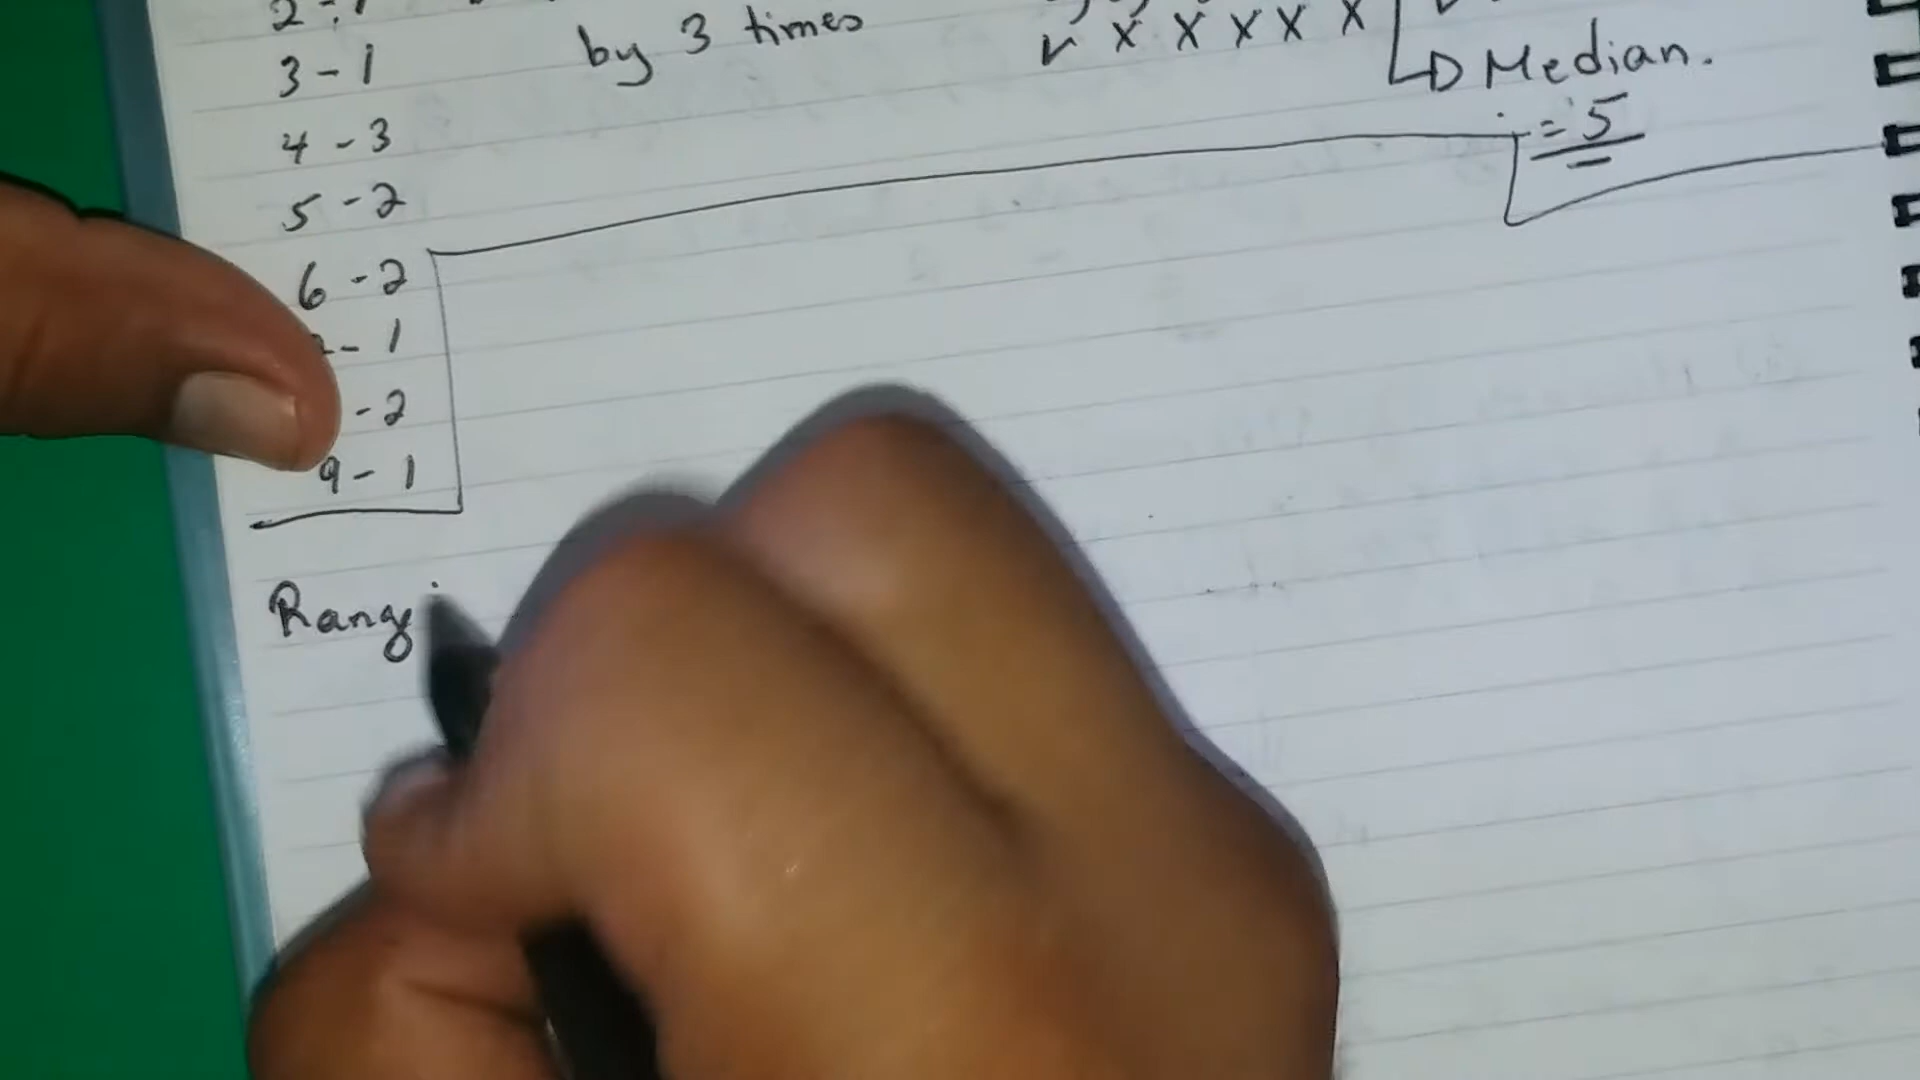 3 - 1
by 3 times
x x x x x
Median.
= 5
4 - 3
5 - 2
6 - 2
- 1
- 2
9 - 1
Rang